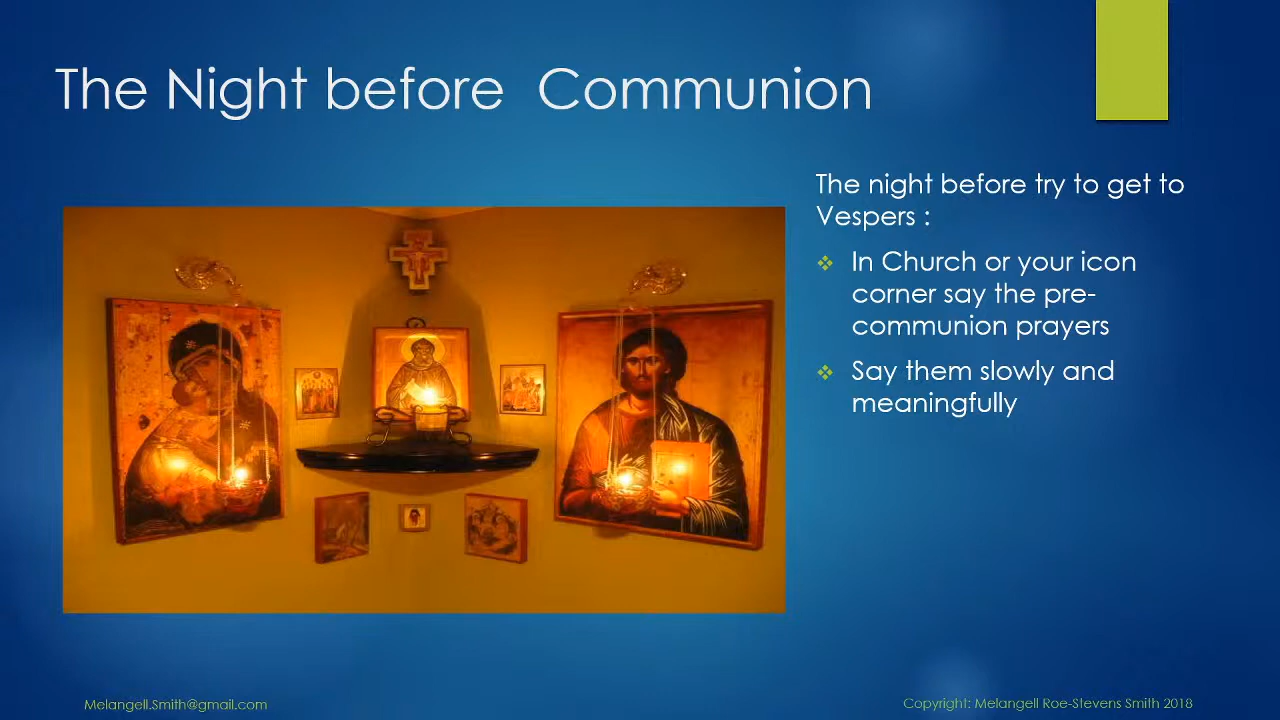 The Night before  Communion
The night before try to get to
Vespers :
In Church or your icon
corner say the pre-
communion prayers
Say them slowly and
meaningfully
Melangell.Smith@gmail.com
Copyright: Melangell Roe-Stevens Smith 2018